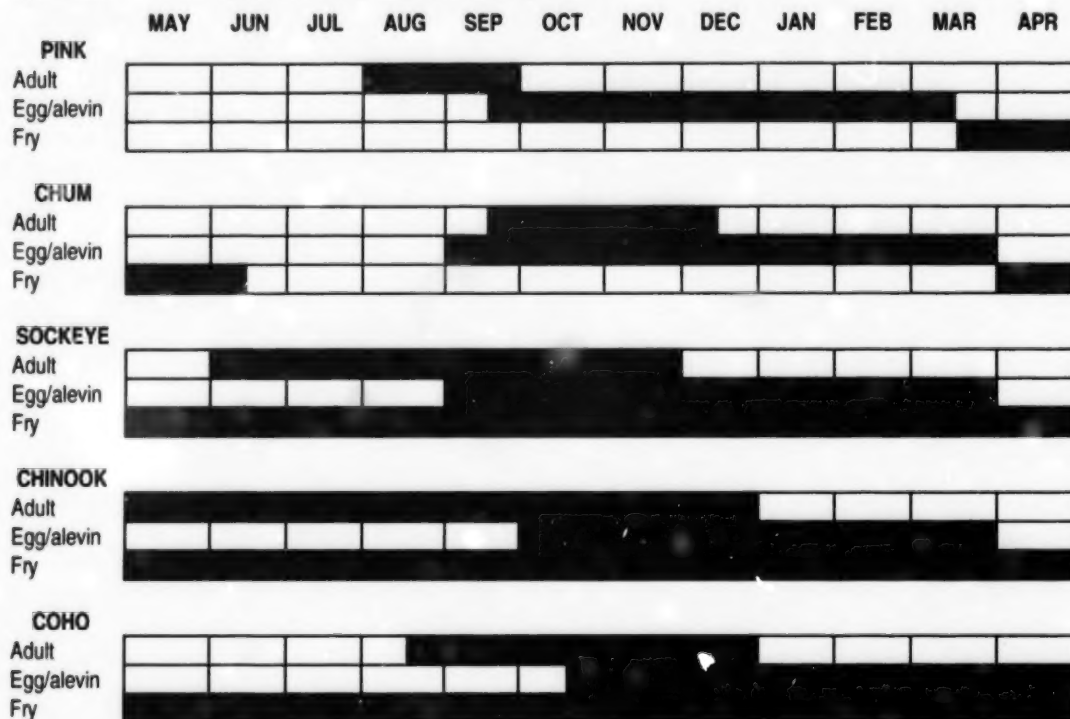 MAY JUN JUL AUG SEP OCT NOV DEC JAN FEB MAR APR
PINK
Adult
Egg/alevin
Fry
CHUM
Adult
Egg/alevin
Fry
SOCKEYE
Adult
Egg/alevin
Fry
CHINOOK
Adult
Egg/alevin
Fry
COHO
Adult
Egg/alevin
Fry